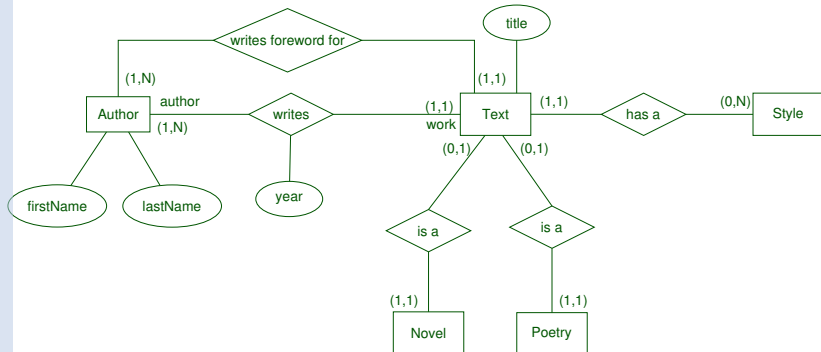 title
writes foreword for
(1,N)
(1,1)
author
(1,1)
(1,1)
(0,N)
Author
writes
Text
has a
Style
(1,N)
work
(0,1)
(0,1)
firstName
lastName
year
is a
is a
(1,1)
(1,1)
Novel
Poetry